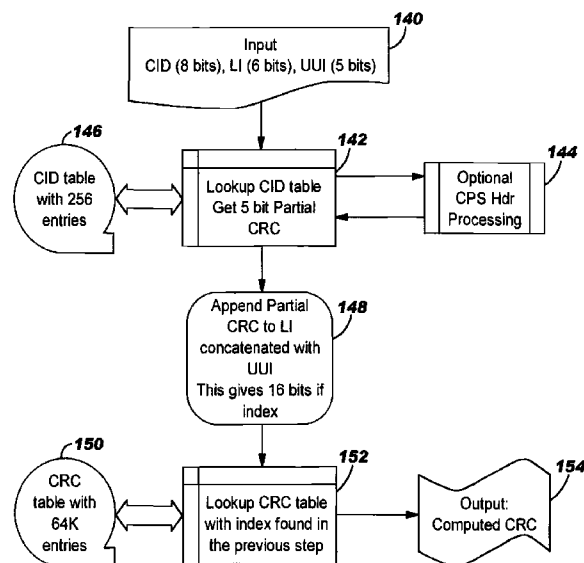 140
Input
CID (8 bits), LI (6 bits), UUI (5 bits)
146
142
144
CID table
with 256
entries
Lookup CID table
Get 5 bit Partial
CRC
Optional
CPS Hdr
Processing
148
Append Partial
CRC to LI
concatenated with
UUI
This gives 16 bits if
index
150
152
154
CRC
table with
64K
entries
Lookup CRC table
with index found in
the previous step
Output:
Computed CRC